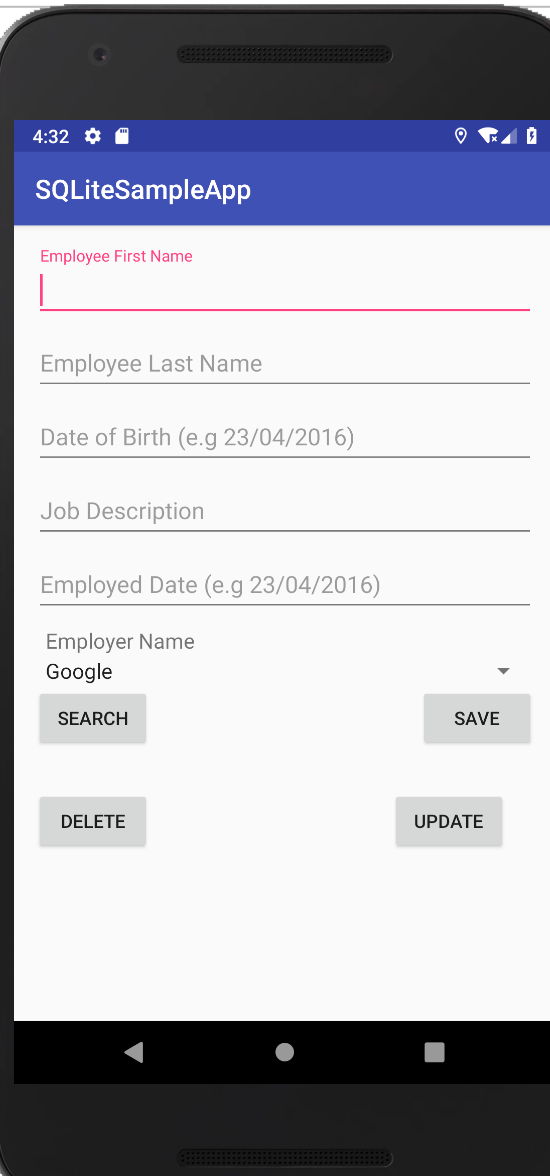 4:32
SQLiteSampleApp
Employee First Name
Employee Last Name
Date of Birth (e.g 23/04/2016)
Job Description
Employed Date (e.g 23/04/2016)
Employer Name
Google
SEARCH SAVE
DELETE UPDATE